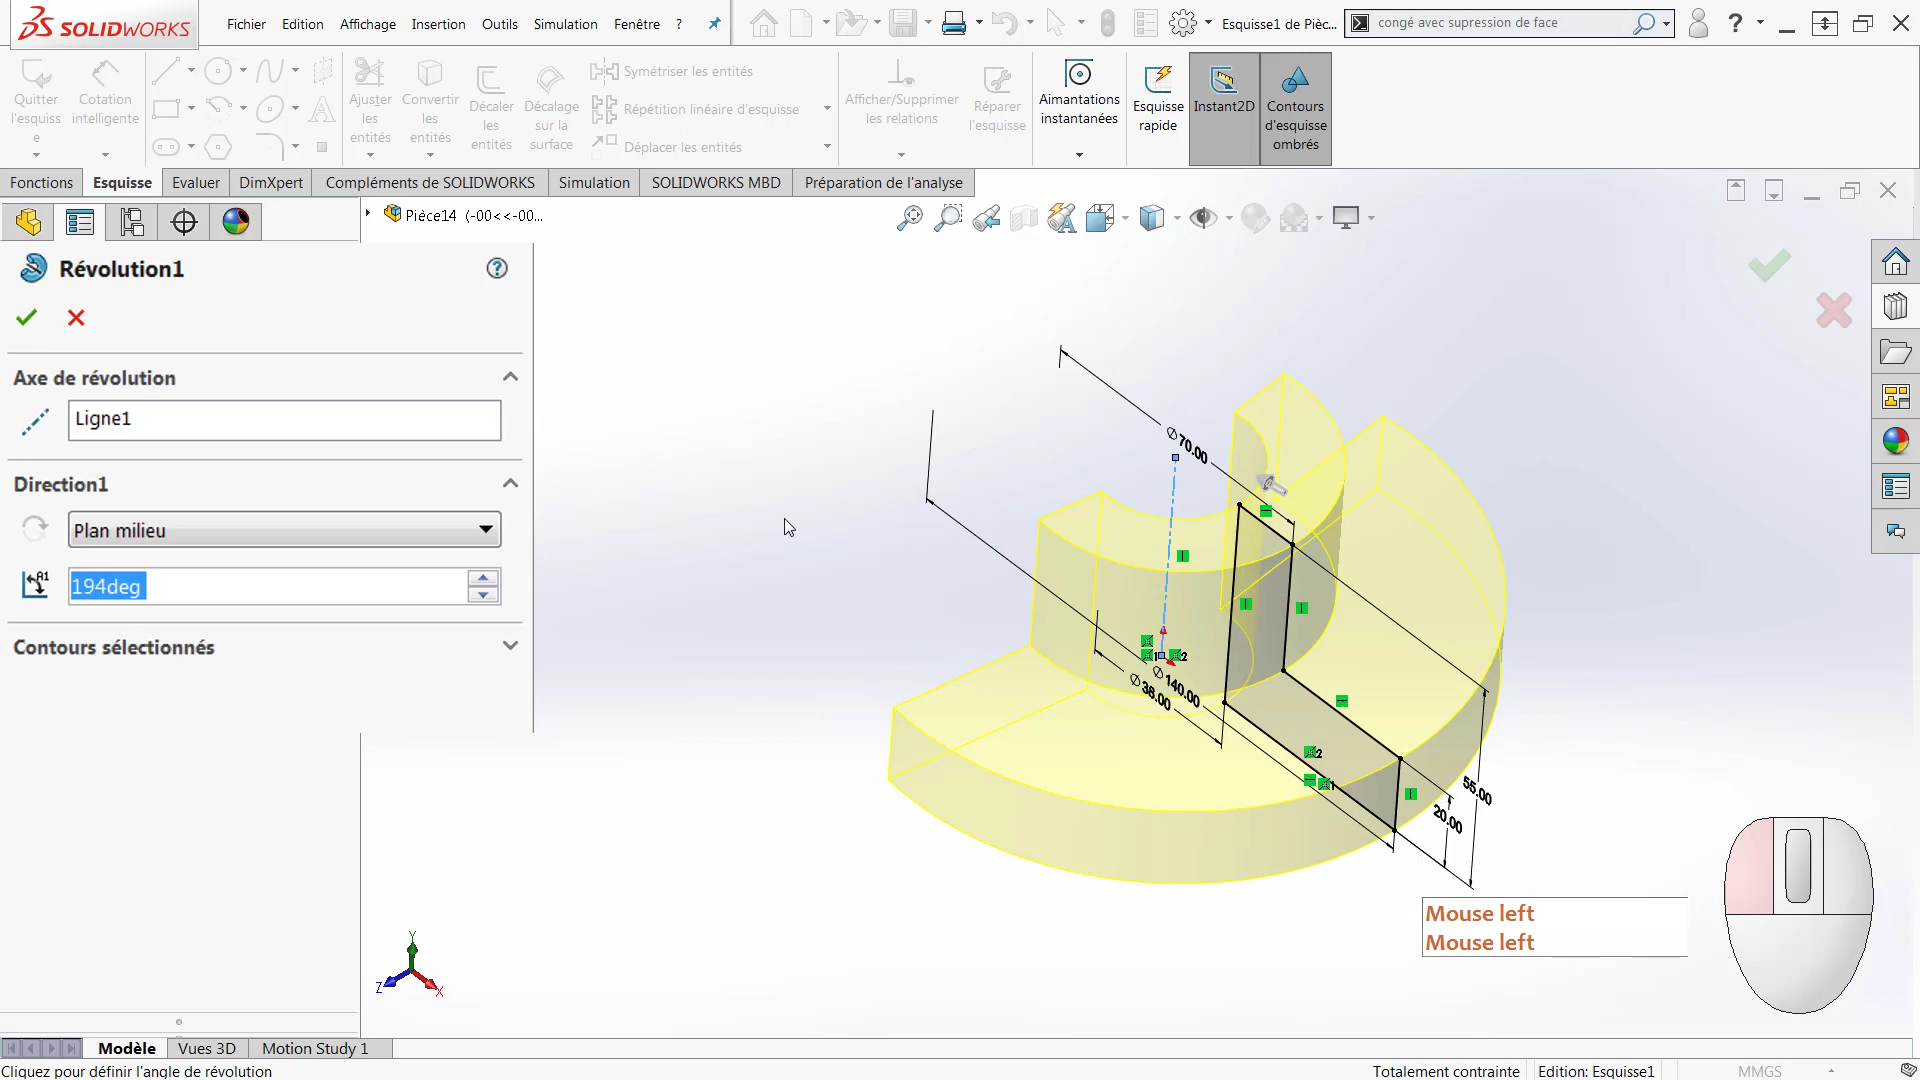 SOLIDWORKS
Fichier Edition Affichage Insertion Outils Simulation Fenêtre ?
Esquisse1 de Pièc...
congé avec supression de face
?
Quitter l'esquisse
Cotation intelligente
Ajuster les entités
Convertir les entités
Décaler les entités
Décalage sur la surface
Symétriser les entités
Répétition linéaire d'esquisse
Déplacer les entités
Afficher/Supprimer les relations
Réparer l'esquisse
Aimantations instantanées
Esquisse rapide
Instant2D
Contours d'esquisse ombrés
Fonctions Esquisse Evaluer DimXpert Compléments de SOLIDWORKS Simulation SOLIDWORKS MBD Préparation de l'analyse
Pièce14 (-00<<-00...
Révolution1
Axe de révolution
Ligne1
Direction1
Plan milieu
A1
194deg
Contours sélectionnés
Ø70.00
Ø140.00
Ø38.00
1
2
2
1
55.00
20.00
Mouse left
Mouse left
Y
Z
X
Modèle Vues 3D Motion Study 1
Cliquez pour définir l'angle de révolution
Totalement contrainte Edition: Esquisse1 MMGS